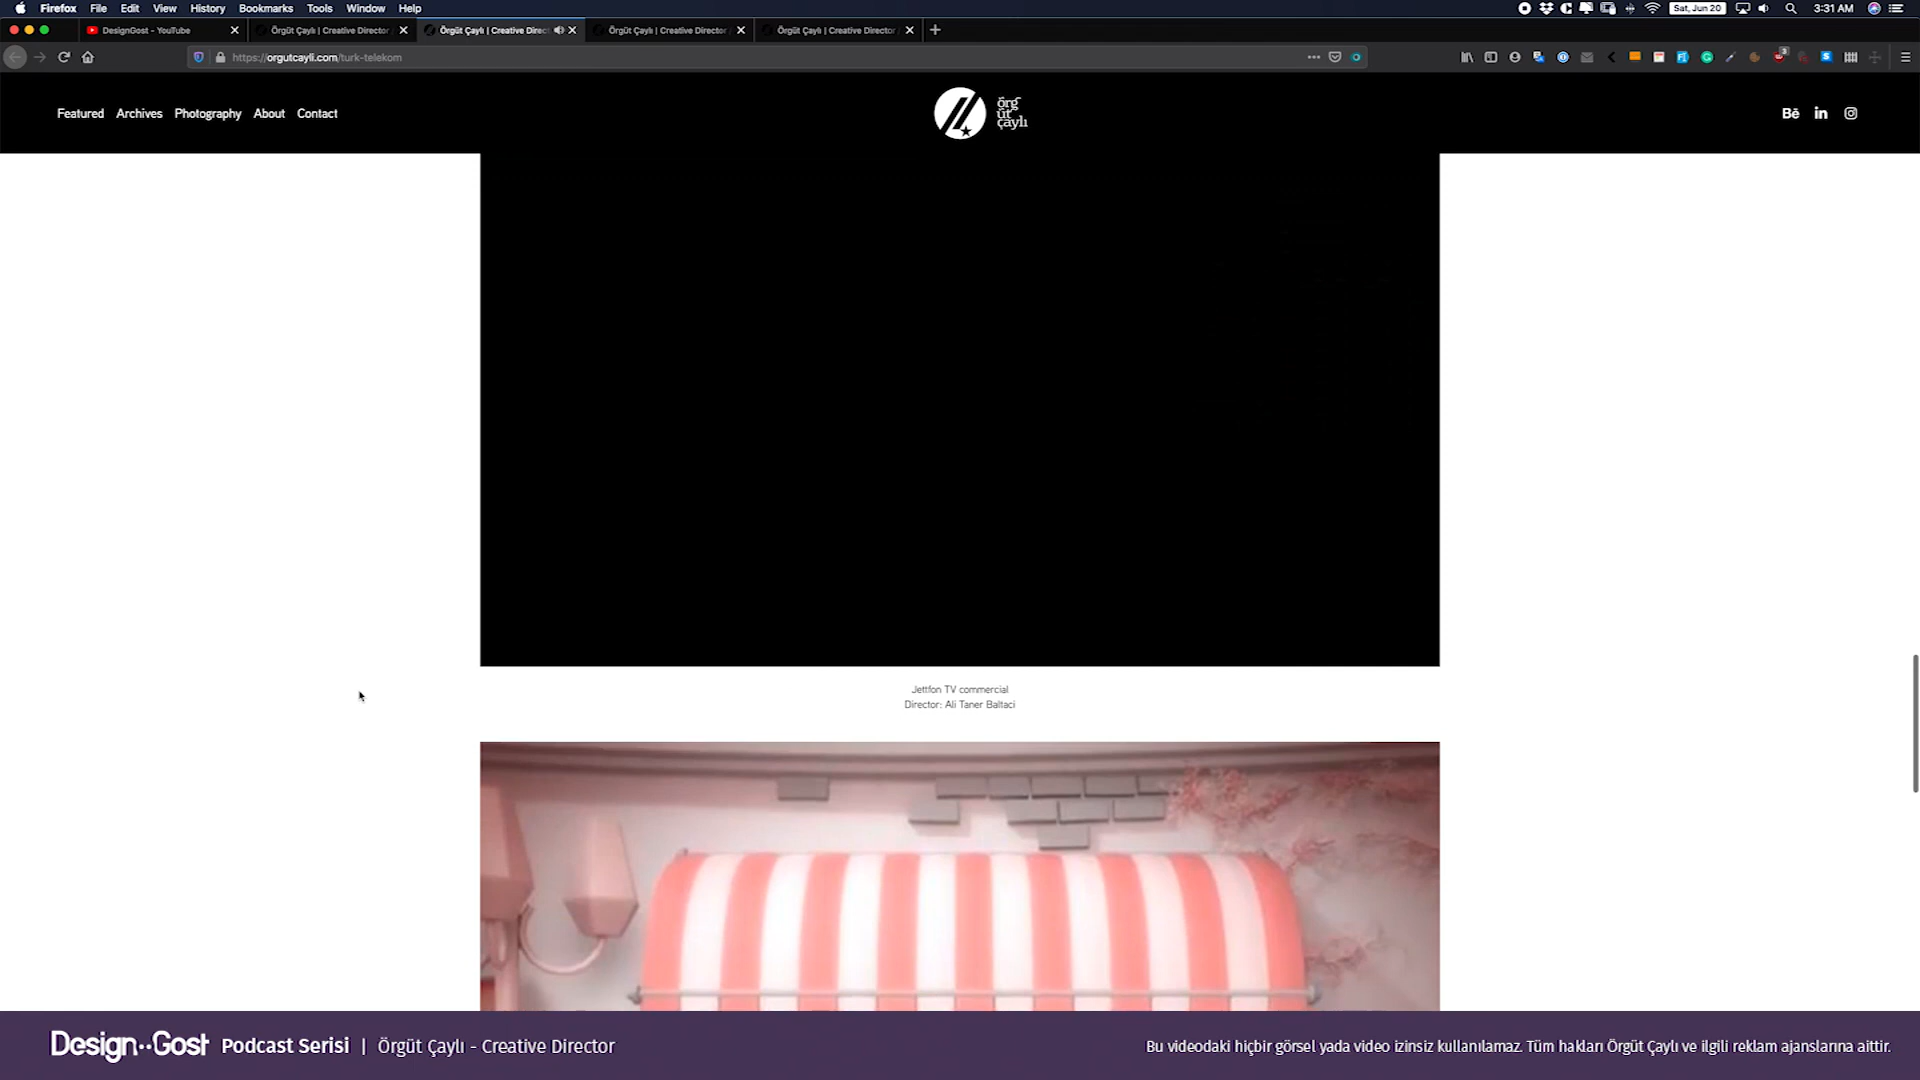 Firefox File Edit View History Bookmarks Tools Window Help Sat, Jun 20 3:31 AM
DesignGost - YouTube Örgüt Çaylı | Creative Director Örgüt Çaylı | Creative Direc Örgüt Çaylı | Creative Director Örgüt Çaylı | Creative Director
https://orgutcayli.com/turk-telekom
Featured Archives Photography About Contact
örg
üt
çaylı
Bē in
Jettfon TV commercial
Director: Ali Taner Baltaci
Design··Gost Podcast Serisi | Örgüt Çaylı - Creative Director
Bu videodaki hiçbir görsel yada video izinsiz kullanılamaz. Tüm hakları Örgüt Çaylı ve ilgili reklam ajanslarına aittir.